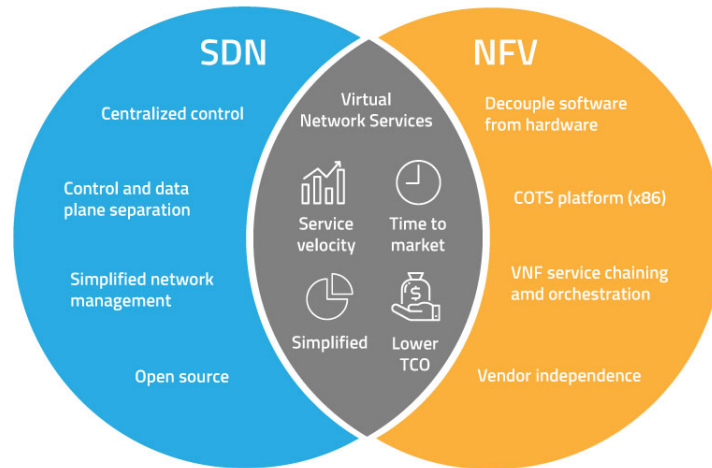 SDN
Centralized control
Control and data
plane separation
Simplified network
management
Open source
Virtual
Network Services
Service
velocity
Time to
market
Simplified
$
Lower
TCO
NFV
Decouple software
from hardware
COTS platform (x86)
VNF service chaining
amd orchestration
Vendor independence